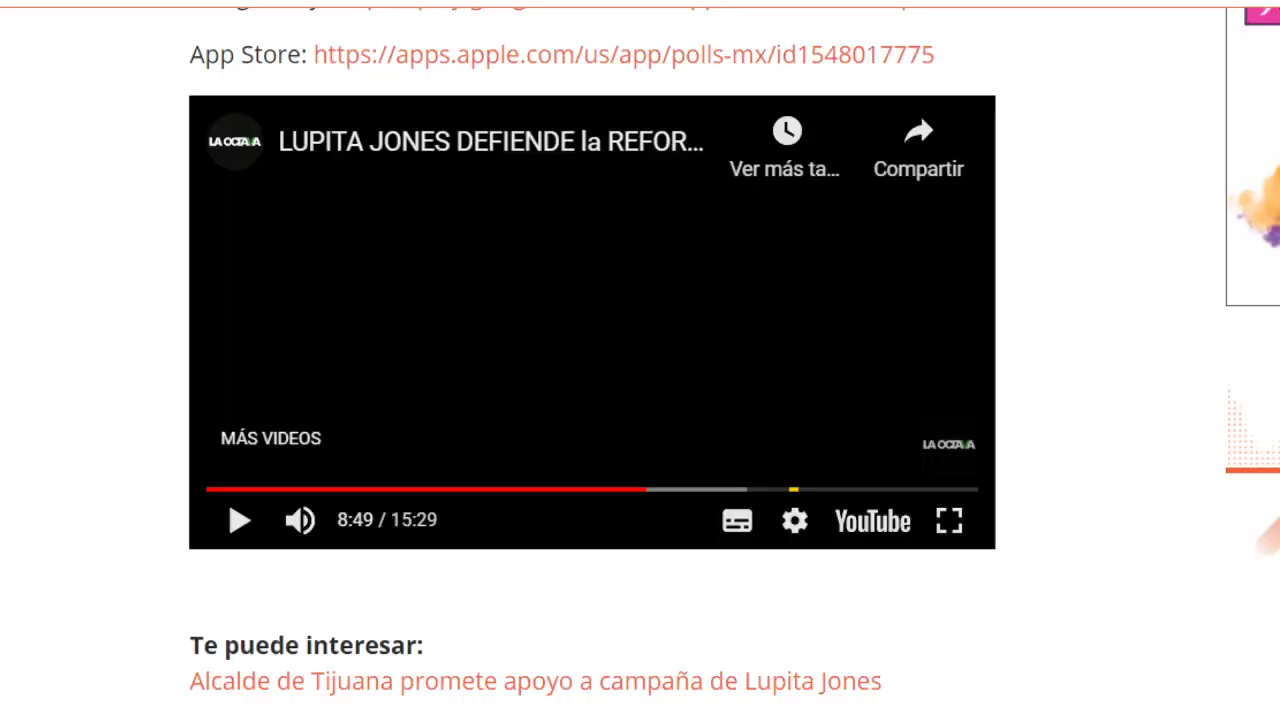 App Store: https://apps.apple.com/us/app/polls-mx/id1548017775
LA OCTAVA
LUPITA JONES DEFIENDE la REFOR...
Ver más ta...
Compartir
MÁS VIDEOS
LA OCTAVA
8:49 / 15:29
YouTube
Te puede interesar:
Alcalde de Tijuana promete apoyo a campaña de Lupita Jones